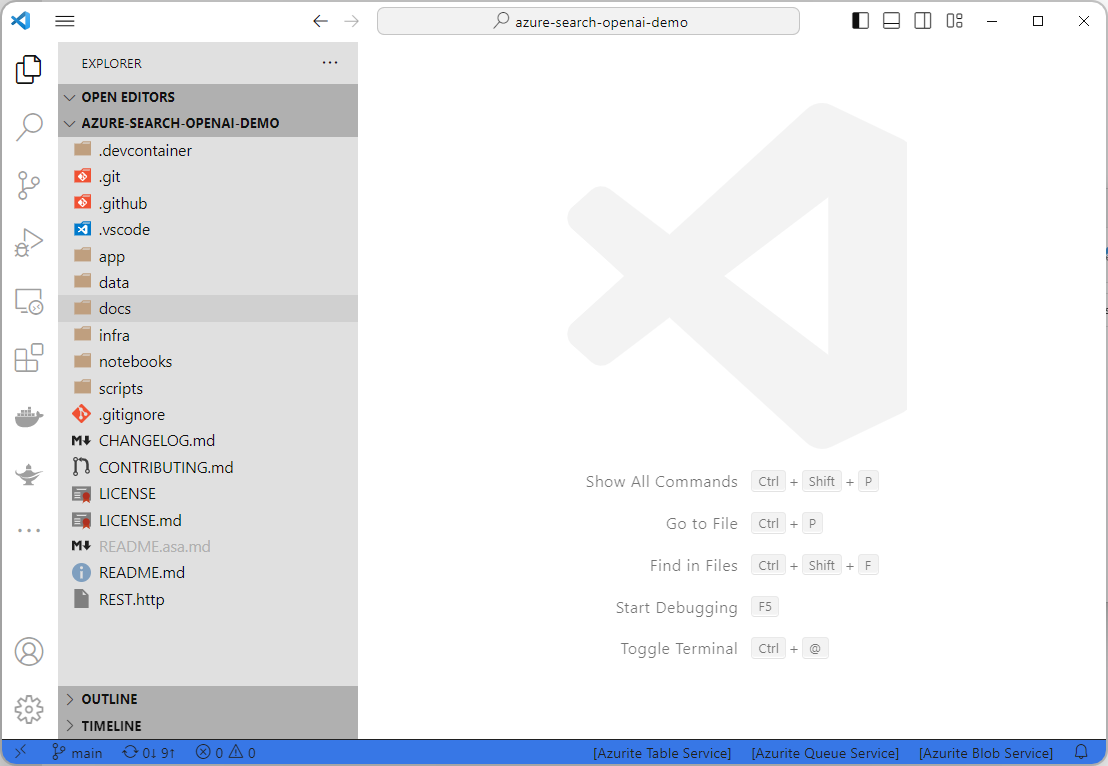 azure-search-openai-demo
EXPLORER ...
OPEN EDITORS
AZURE-SEARCH-OPENAI-DEMO
.devcontainer
.git
.github
.vscode
app
data
docs
infra
notebooks
scripts
.gitignore
CHANGELOG.md
CONTRIBUTING.md
LICENSE
LICENSE.md
README.asa.md
README.md
REST.http
OUTLINE
TIMELINE
Show All Commands Ctrl + Shift + P
Go to File Ctrl + P
Find in Files Ctrl + Shift + F
Start Debugging F5
Toggle Terminal Ctrl + @
main 0↓ 9↑ 0 0 [Azurite Table Service] [Azurite Queue Service] [Azurite Blob Service]